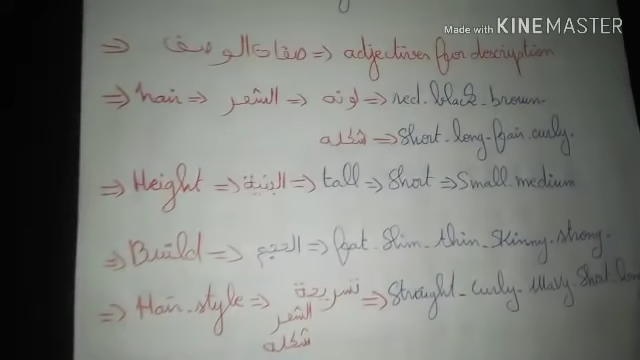 Made with KINEMASTER
⇒ صفات الوصف ⇒ adjectives for description
⇒ hair ⇒ الشعر ⇒ لونه ⇒ red - black - brown -
شكله ⇒ Short - long - fair - curly -
⇒ Height ⇒ البنية ⇒ tall ⇒ Short ⇒ Small - medium
⇒ Build ⇒ الحجم ⇒ fat - Slim - thin - Skinny - strong -
⇒ Hair - style ⇒ تسريحة ⇒ Straight - curly - Wavy - Short - long
الشعر
شكله